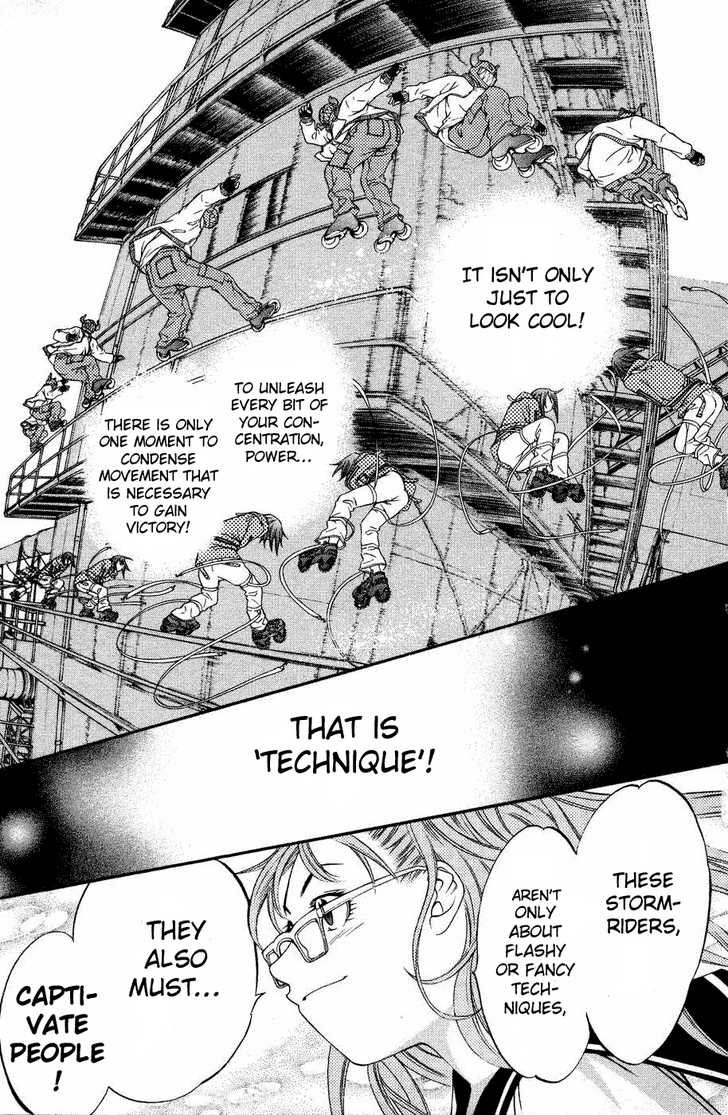 IT ISN'T ONLY
JUST TO
LOOK COOL!
TO UNLEASH
EVERY BIT OF
YOUR CON-
CENTRATION,
POWER...
THERE IS ONLY
ONE MOMENT TO
CONDENSE
MOVEMENT THAT
IS NECESSARY
TO GAIN
VICTORY!
THAT IS
'TECHNIQUE'!
THESE
STORM-
RIDERS,
AREN'T
ONLY
ABOUT
FLASHY
OR FANCY
TECH-
NIQUES,
THEY
ALSO
MUST...
CAPTI-
VATE
PEOPLE
!